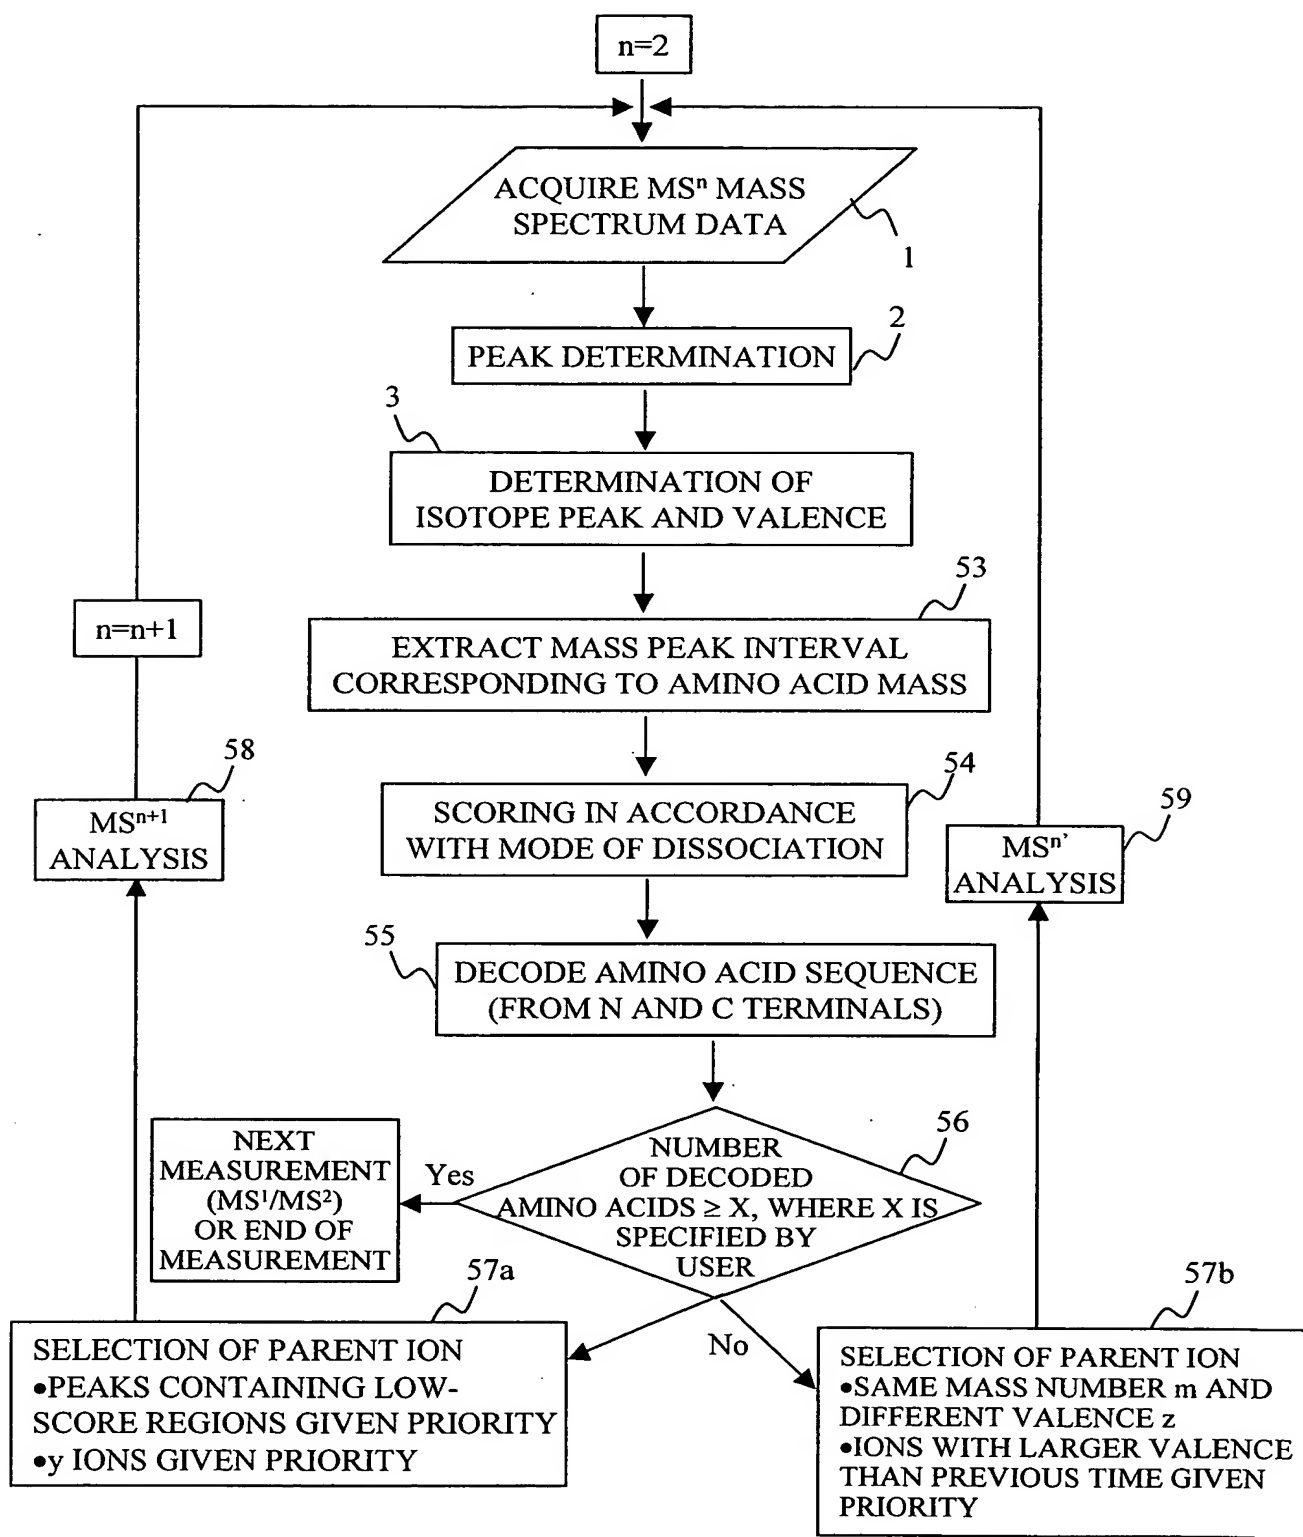 n=2
ACQUIRE MSⁿ MASS
SPECTRUM DATA
1
PEAK DETERMINATION
2
3
DETERMINATION OF
ISOTOPE PEAK AND VALENCE
53
EXTRACT MASS PEAK INTERVAL
CORRESPONDING TO AMINO ACID MASS
n=n+1
54
SCORING IN ACCORDANCE
WITH MODE OF DISSOCIATION
58
MSⁿ⁺¹
ANALYSIS
59
MSⁿ’
ANALYSIS
55
DECODE AMINO ACID SEQUENCE
(FROM N AND C TERMINALS)
56
NUMBER
OF DECODED
AMINO ACIDS ≥ X, WHERE X IS
SPECIFIED BY
USER
Yes
NEXT
MEASUREMENT
(MS¹/MS²)
OR END OF
MEASUREMENT
No
57a
SELECTION OF PARENT ION
•PEAKS CONTAINING LOW-
SCORE REGIONS GIVEN PRIORITY
•y IONS GIVEN PRIORITY
57b
SELECTION OF PARENT ION
•SAME MASS NUMBER m AND
DIFFERENT VALENCE z
•IONS WITH LARGER VALENCE
THAN PREVIOUS TIME GIVEN
PRIORITY